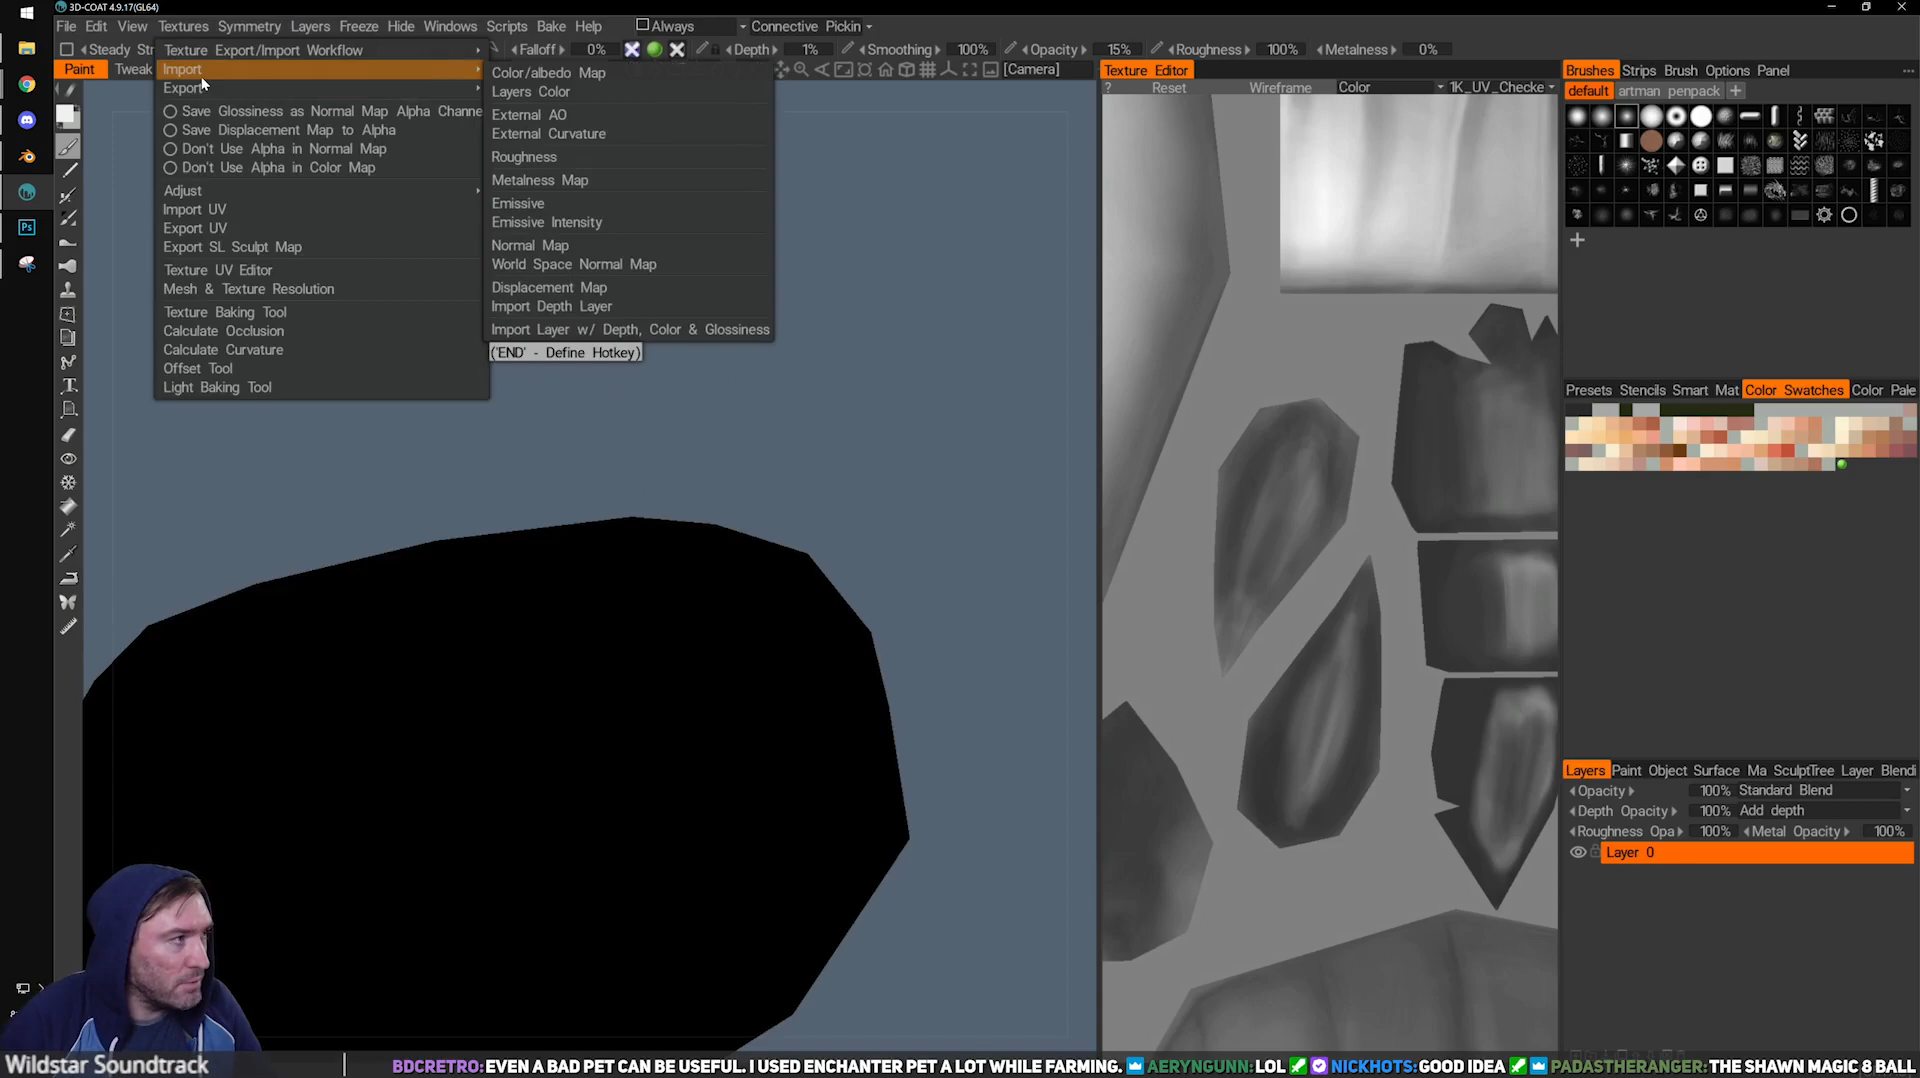 3D-COAT 4.9.17(GL64)
File Edit View Textures Symmetry Layers Freeze Hide Windows Scripts Bake Help Always Connective Pickin
Steady Str Falloff 0% Depth 1% Smoothing 100% Opacity 15% Roughness 100% Metalness 0%
Paint Tweak [Camera]
Texture Editor
? Reset Wireframe Color 1K_UV_Checke
Texture Export/Import Workflow
Import
Export
Save Glossiness as Normal Map Alpha Channe
Save Displacement Map to Alpha
Don't Use Alpha in Normal Map
Don't Use Alpha in Color Map
Adjust
Import UV
Export UV
Export SL Sculpt Map
Texture UV Editor
Mesh & Texture Resolution
Texture Baking Tool
Calculate Occlusion
Calculate Curvature
Offset Tool
Light Baking Tool
Color/albedo Map
Layers Color
External AO
External Curvature
Roughness
Metalness Map
Emissive
Emissive Intensity
Normal Map
World Space Normal Map
Displacement Map
Import Depth Layer
Import Layer w/ Depth, Color & Glossiness
('END' - Define Hotkey)
Brushes Strips Brush Options Panel
default artman penpack +
Presets Stencils Smart Mat Color Swatches Color Pale
Layers Paint Object Surface Ma SculptTree Layer Blendi
Opacity 100% Standard Blend
Depth Opacity 100% Add depth
Roughness Opa 100% Metal Opacity 100%
Layer 0
Ps
Wildstar Soundtrack
BDCRETRO: EVEN A BAD PET CAN BE USEFUL. I USED ENCHANTER PET A LOT WHILE FARMING. AERYNGUNN: LOL NICKHOTS: GOOD IDEA PADASTHERANGER: THE SHAWN MAGIC 8 BALL